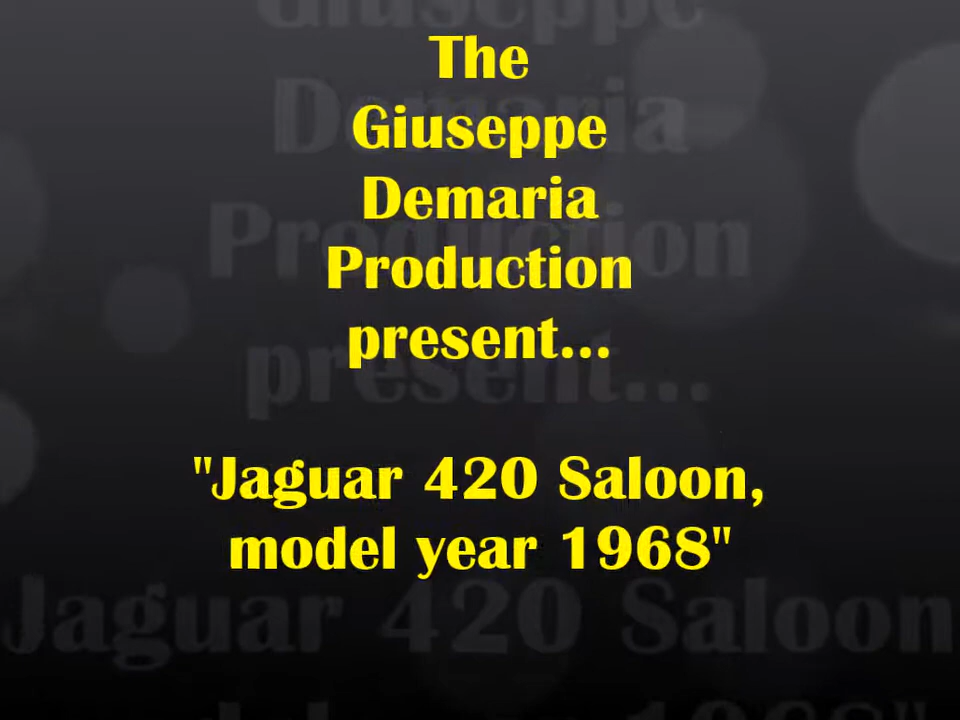 The
Giuseppe
Demaria
Production
present...
"Jaguar 420 Saloon,
model year 1968"